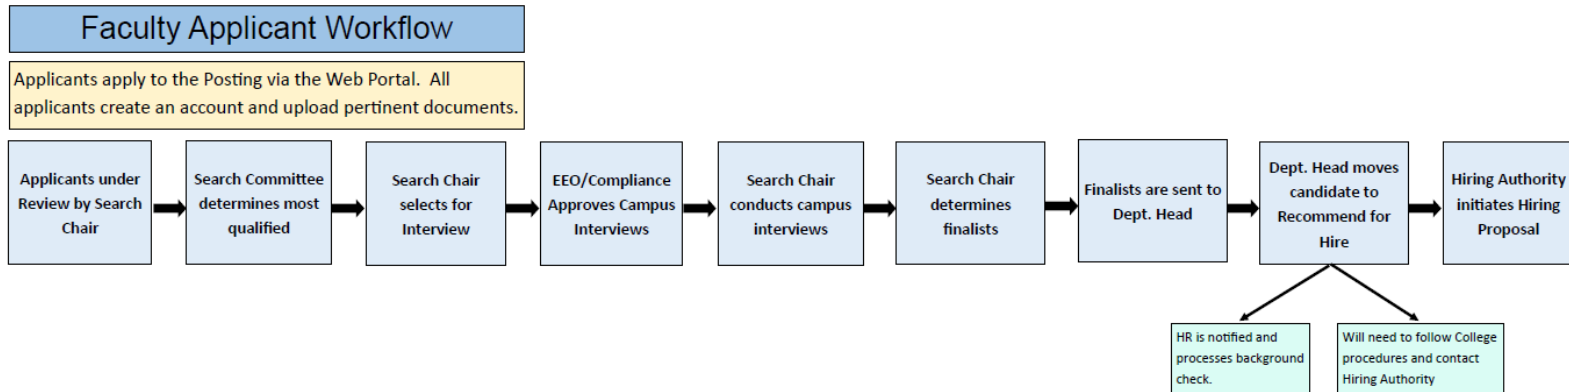 Faculty Applicant Workflow
Applicants apply to the Posting via the Web Portal.  All
applicants create an account and upload pertinent documents.
Applicants under
Review by Search
Chair
Search Committee
determines most
qualified
Search Chair
selects for
Interview
EEO/Compliance
Approves Campus
Interviews
Search Chair
conducts campus
interviews
Search Chair
determines
finalists
Finalists are sent to
Dept. Head
Dept. Head moves
candidate to
Recommend for
Hire
Hiring Authority
initiates Hiring
Proposal
HR is notified and
processes background
check.
Will need to follow College
procedures and contact
Hiring Authority